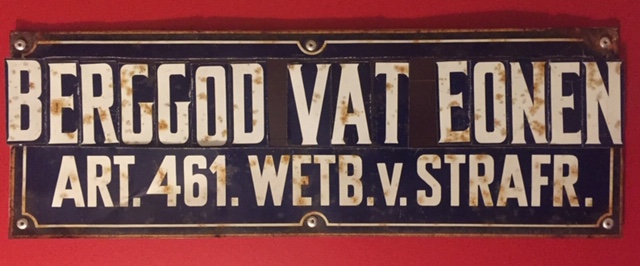 BERGGOD VAT EONEN
ART. 461. WETB. v. STRAFR.